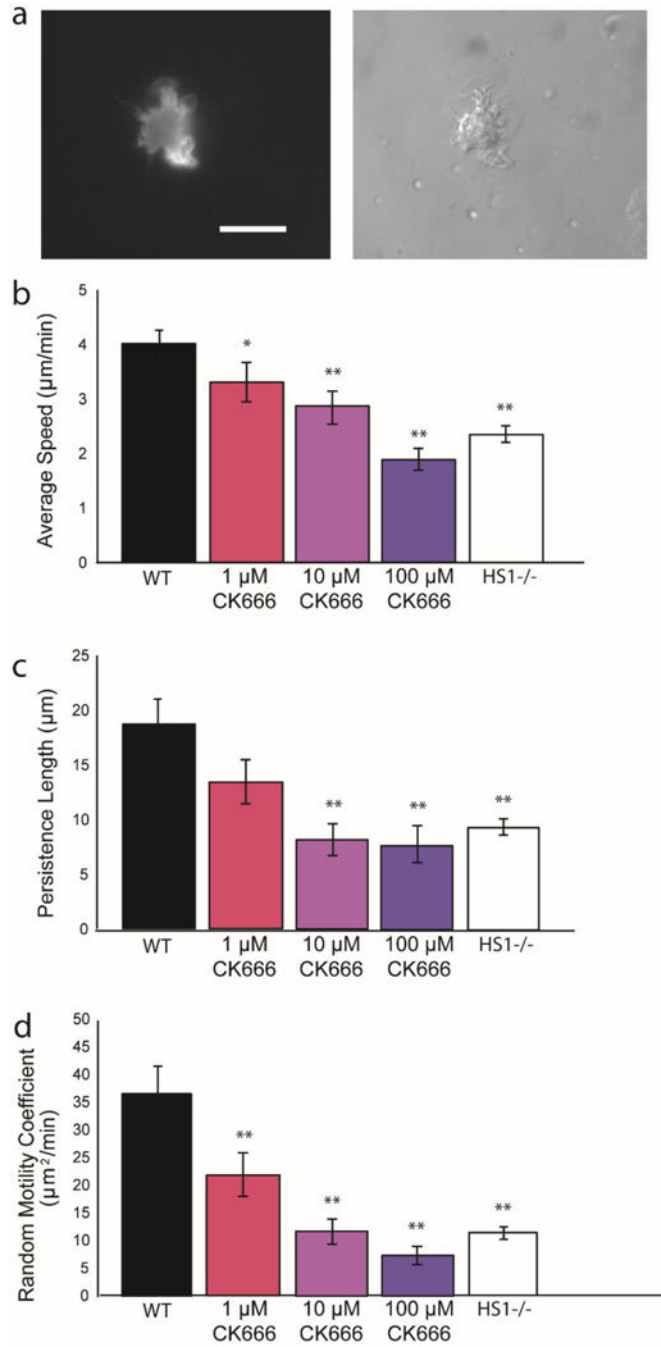 a
b
Average Speed (µm/min)
5
4
3
2
1
0
*
**
**
**
WT
1 µM
CK666
10 µM
CK666
100 µM
CK666
HS1-/-
c
Persistence Length (µm)
25
20
15
10
5
0
**
**
**
WT
1 µM
CK666
10 µM
CK666
100 µM
CK666
HS1-/-
d
Random Motility Coefficient
(µm²/min)
50
45
40
35
30
25
20
15
10
5
0
**
**
**
**
WT
1 µM
CK666
10 µM
CK666
100 µM
CK666
HS1-/-